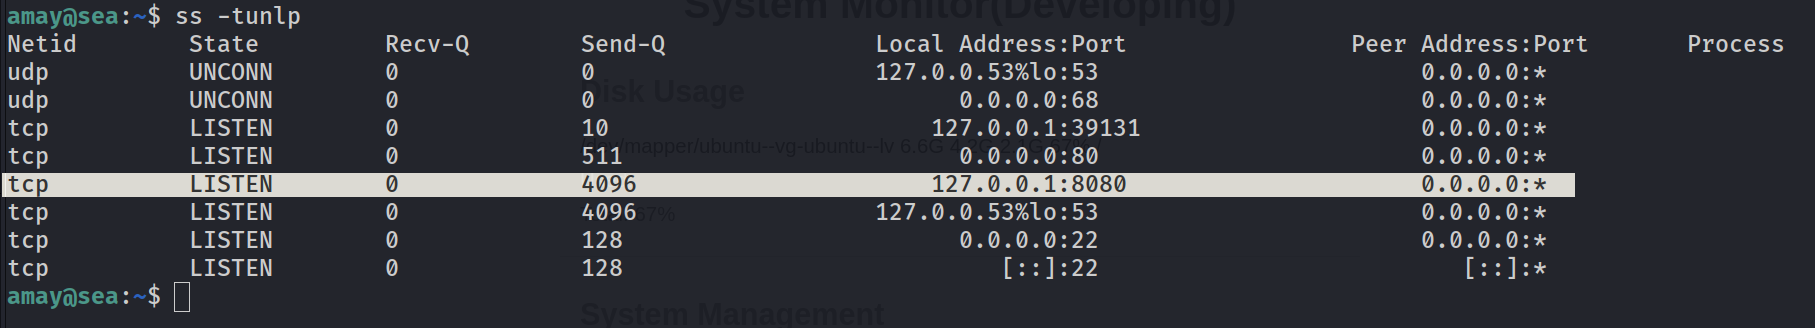 System Monitor(Developing)
amay@sea:~$ ss -tunlp
Netid State Recv-Q Send-Q Local Address:Port Peer Address:Port Process
udp UNCONN 0 0 127.0.0.53%lo:53 0.0.0.0:*
Disk Usage
udp UNCONN 0 0 0.0.0.0:68 0.0.0.0:*
tcp LISTEN 0 10 127.0.0.1:39131 0.0.0.0:*
/dev/mapper/ubuntu--vg-ubuntu--lv 6.6G
tcp LISTEN 0 511 0.0.0.0:80 0.0.0.0:*
tcp LISTEN 0 4096 127.0.0.1:8080 0.0.0.0:*
tcp LISTEN 0 4096 127.0.0.53%lo:53 0.0.0.0:*
tcp LISTEN 0 128 0.0.0.0:22 0.0.0.0:*
tcp LISTEN 0 128 [::]:22 [::]:*
amay@sea:~$
System Management